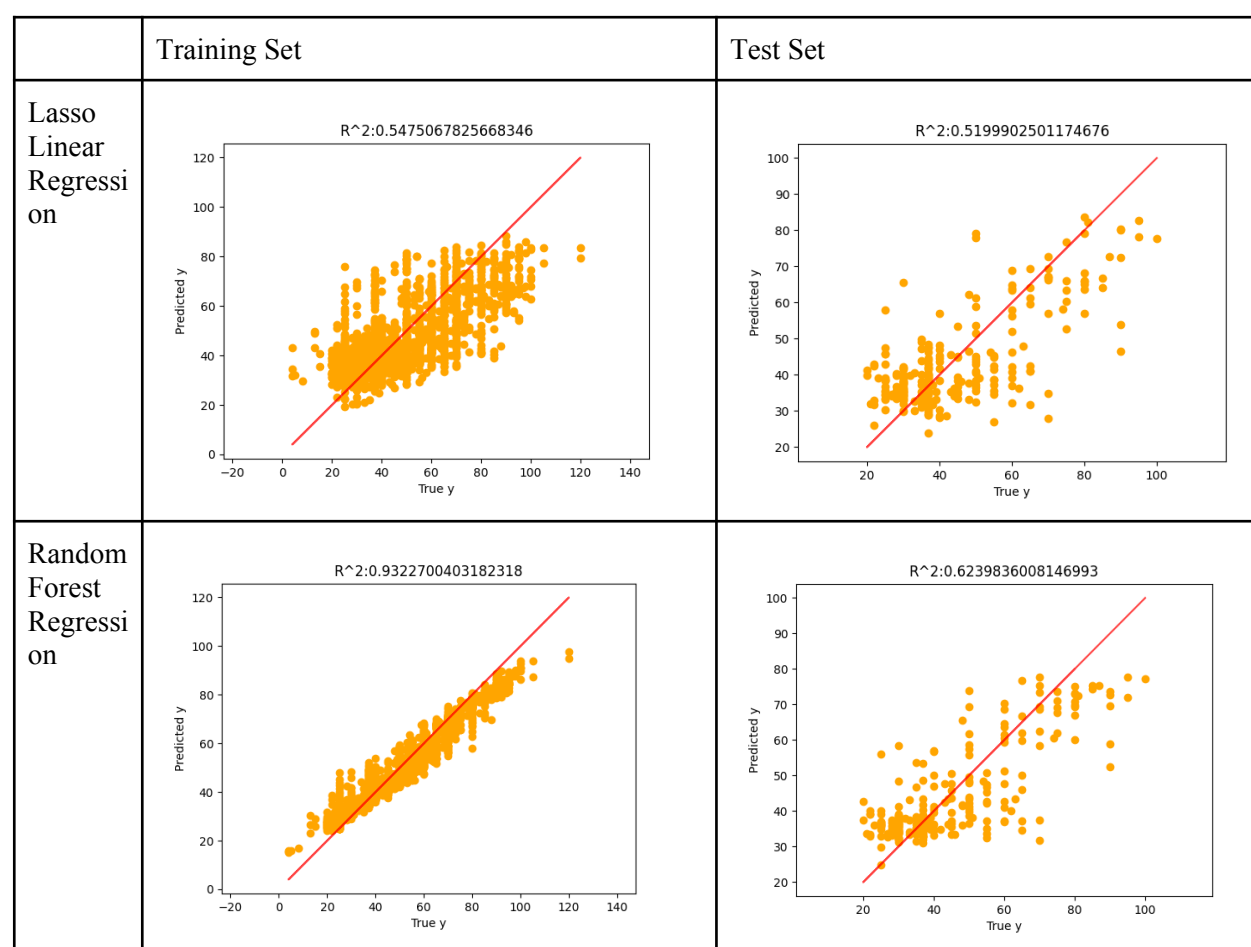 Training Set
Test Set
Lasso
Linear
Regressi
on
R^2:0.5475067825668346
120
100
80
60
40
20
0
Predicted y
−20 0 20 40 60 80 100 120 140
True y
R^2:0.5199902501174676
100
90
80
70
60
50
40
30
20
Predicted y
20 40 60 80 100
True y
Random
Forest
Regressi
on
R^2:0.9322700403182318
120
100
80
60
40
20
0
Predicted y
−20 0 20 40 60 80 100 120 140
True y
R^2:0.6239836008146993
100
90
80
70
60
50
40
30
20
Predicted y
20 40 60 80 100
True y